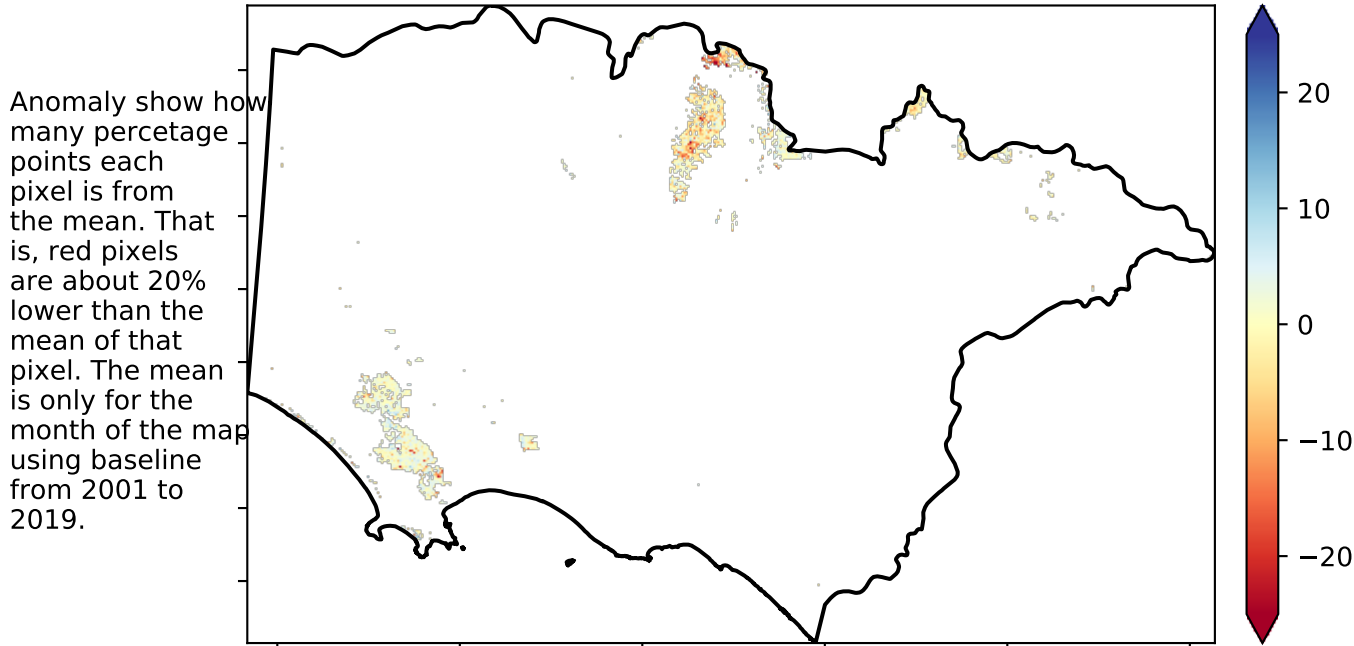 Anomaly show how
many percetage
points each
pixel is from
the mean. That
is, red pixels
are about 20%
lower than the
mean of that
pixel. The mean
is only for the
month of the map
using baseline
from 2001 to
2019.
20
10
0
−10
−20